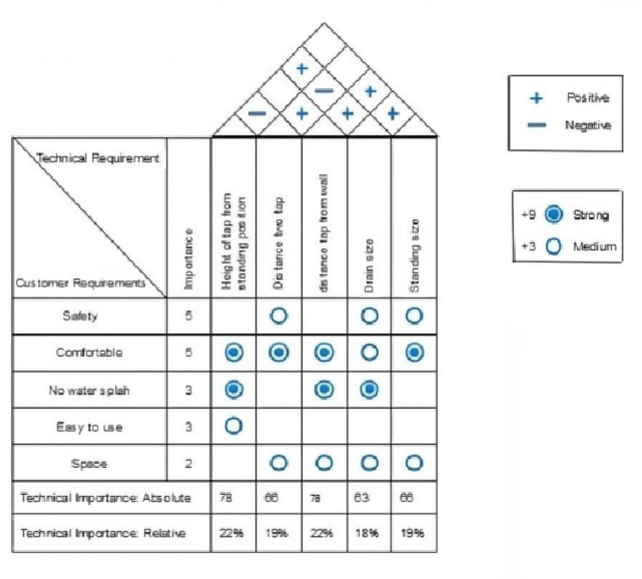 + Positive
− Negative
+9 Strong
+3 Medium
Technical Requirement
Customer Requirements
Importance
Height of tap from
standing position
Distance two tap
distance tap from wall
Drain size
Standing size
Safety 5
Comfortable 5
No water splah 3
Easy to use 3
Space 2
Technical Importance: Absolute 78 66 78 63 66
Technical Importance: Relative 22% 19% 22% 18% 19%